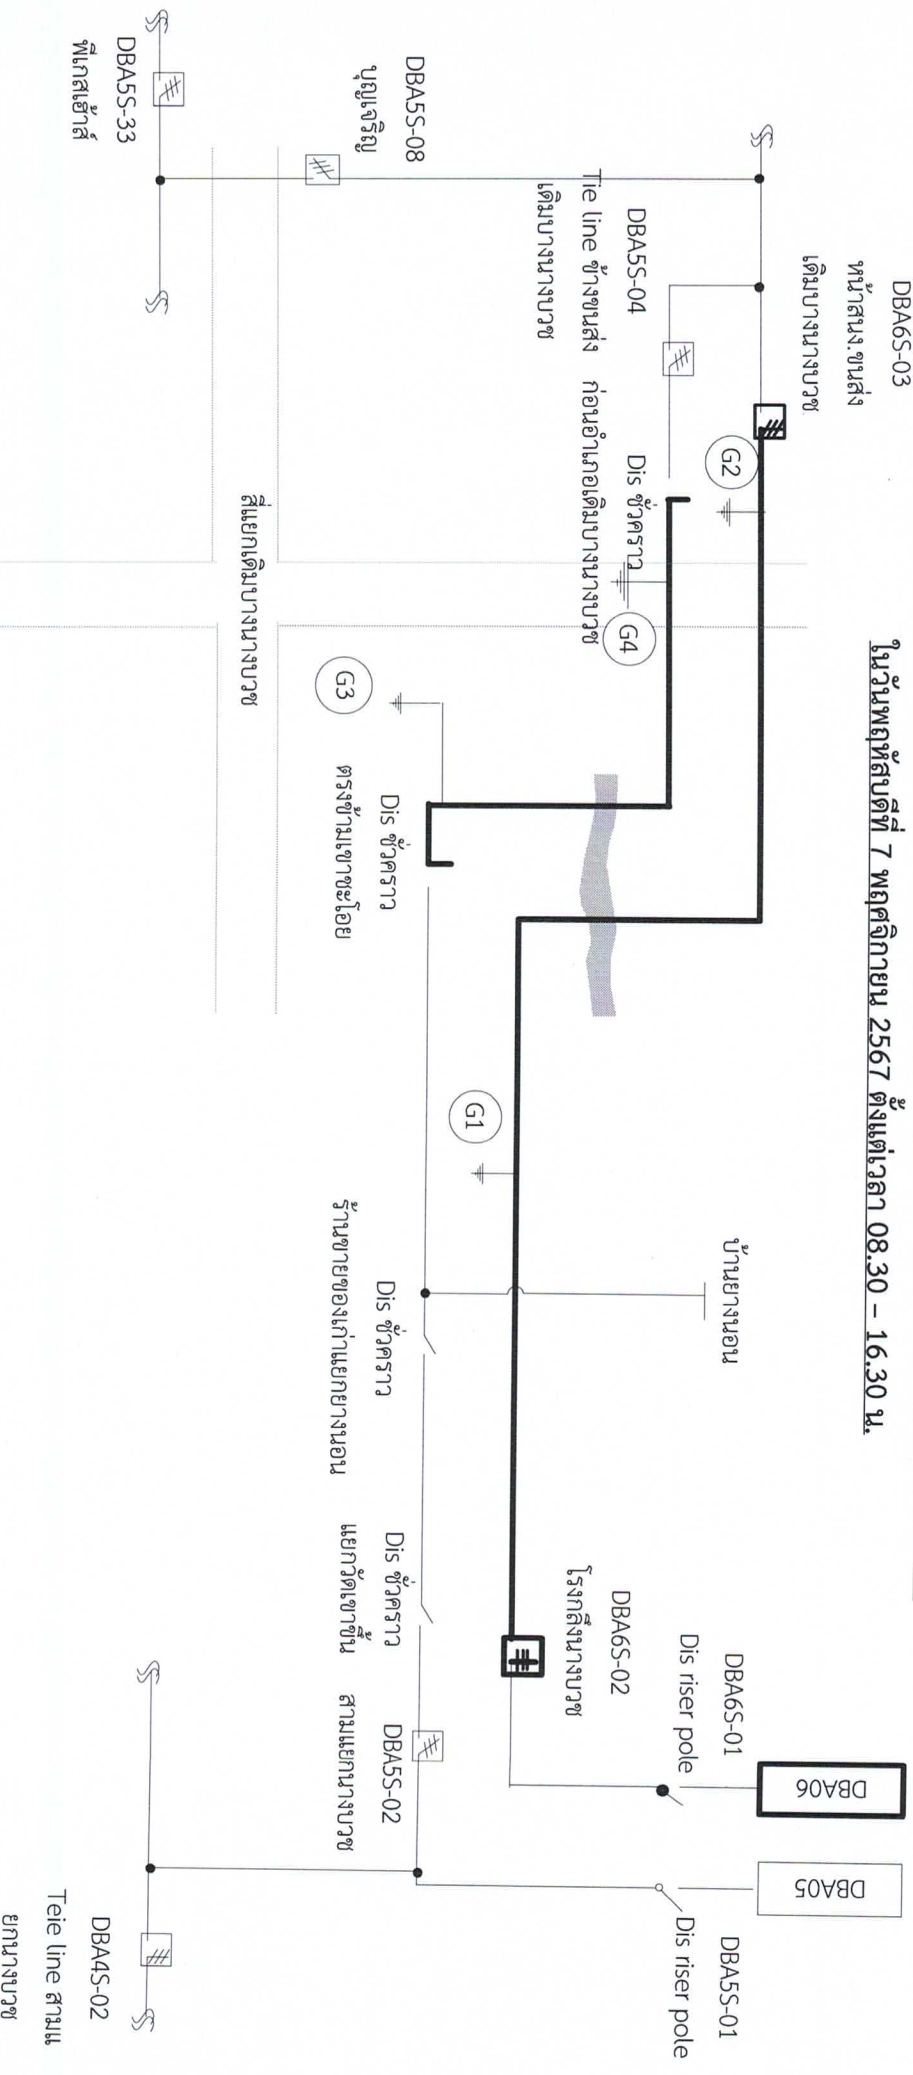 ในวันพฤหัสบดีที่ 7 พฤศจิกายน 2567 ตั้งแต่เวลา 08.30 – 16.30 น.
DBA6S-03
หน้าสนง.ขนส่ง
เดิมบางนางบวช
G2
DBA5S-04
Tie line ข้างขนส่ง
เดิมบางนางบวช
Dis ชั่วคราว
ก่อนอำเภอเดิมบางนางบวช
G4
DBA5S-08
บุญเจริญ
DBA5S-33
พีเกสเฮ้าส์
สี่แยกเดิมบางนางบวช
G3
Dis ชั่วคราว
ตรงข้ามเขาชะโอย
G1
บ้านยางนอน
Dis ชั่วคราว
ร้านขายของเก่าแยกยางนอน
Dis ชั่วคราว
แยกวัดเขาขึ้น
DBA6S-02
โรงกลึงนางบวช
DBA5S-02
สามแยกนางบวช
DBA6S-01
Dis riser pole
DBA06
DBA05
DBA5S-01
Dis riser pole
DBA4S-02
Teie line สามแ
ยกนางบวช